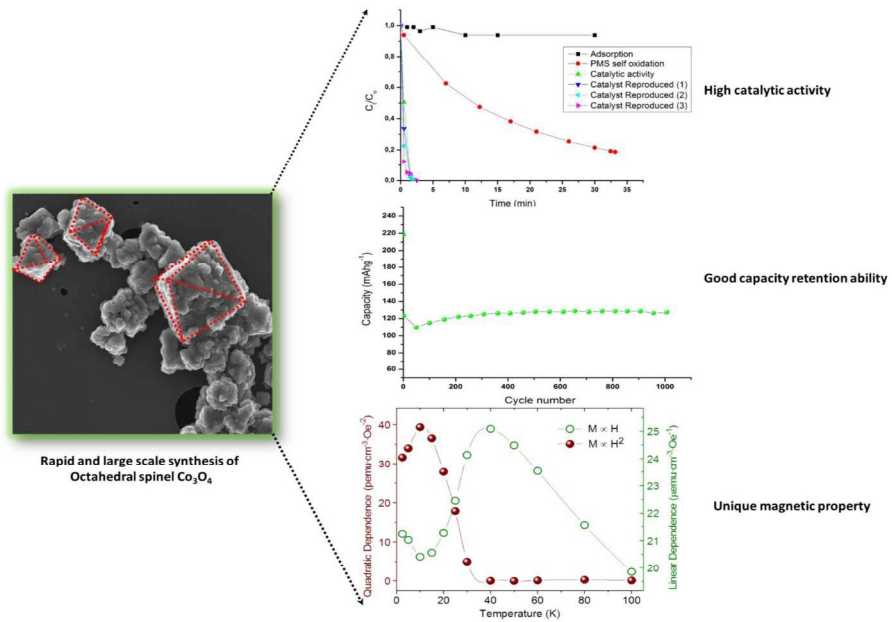 1,0
0,8
0,6
0,4
0,2
0,0
Cₜ/C₀
0 5 10 15 20 25 30 35
Time (min)
Adsorption
PMS self oxidation
Catalytic activity
Catalyst Reproduced (1)
Catalyst Reproduced (2)
Catalyst Reproduced (3)
High catalytic activity
240
220
200
180
160
140
120
100
80
60
Capacity (mAhg⁻¹)
0 200 400 600 800 1000
Cycle number
Good capacity retention ability
Rapid and large scale synthesis of
Octahedral spinel Co₃O₄
40
30
20
10
0
Quadratic Dependence (pemu·cm⁻³·Oe⁻²)
M ∝ H
M ∝ H²
25
24
23
22
21
20
Linear Dependence (μemu·cm⁻³·Oe⁻¹)
0 20 40 60 80 100
Temperature (K)
Unique magnetic property